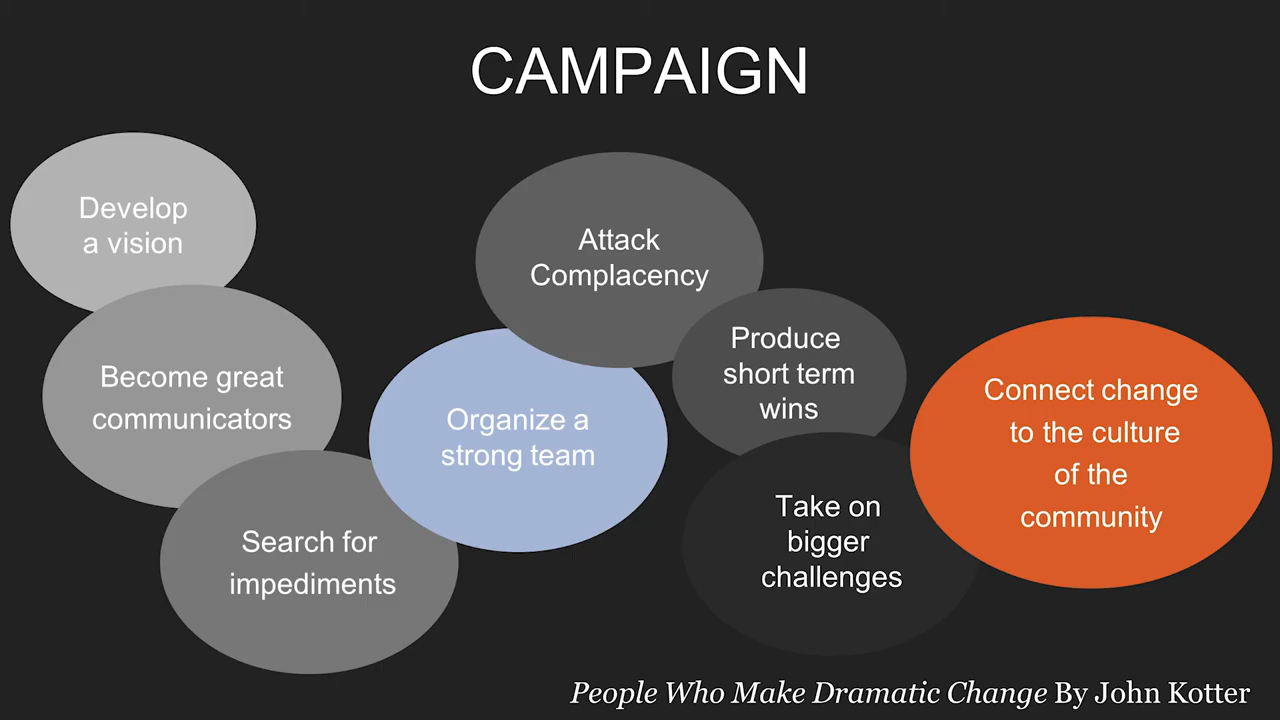 CAMPAIGN
Develop
a vision
Become great
communicators
Search for
impediments
Organize a
strong team
Attack
Complacency
Produce
short term
wins
Take on
bigger
challenges
Connect change
to the culture
of the
community
People Who Make Dramatic Change By John Kotter